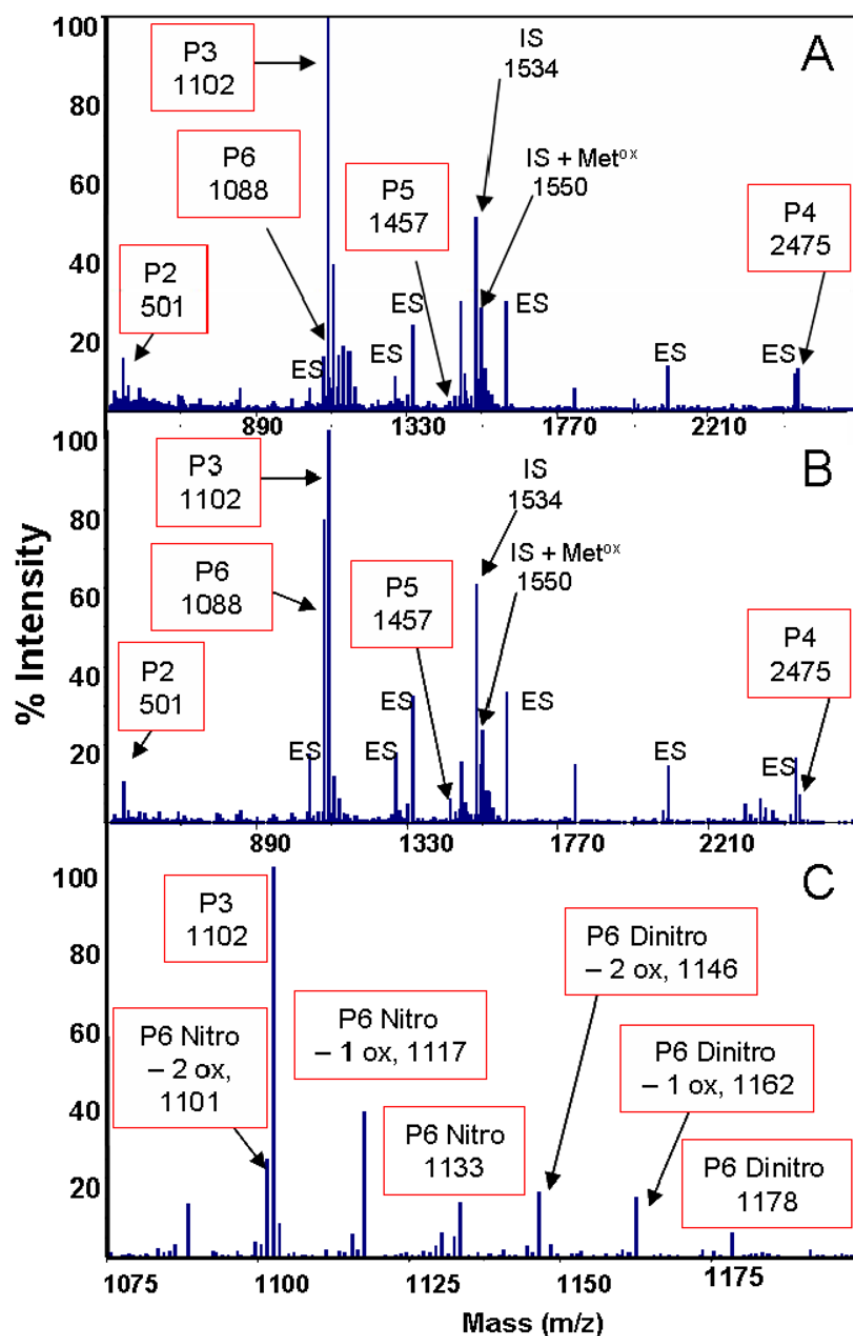 A
100
80
60
40
20
P3
1102
P6
1088
P2
501
P5
1457
IS
1534
IS + Metox
1550
P4
2475
ES
ES
ES
ES
ES
890
1330
1770
2210
% Intensity
B
100
80
60
40
20
P3
1102
P6
1088
P2
501
P5
1457
IS
1534
IS + Metox
1550
P4
2475
ES
ES
ES
ES
ES
ES
890
1330
1770
2210
C
100
80
60
40
20
P3
1102
P6 Nitro
– 2 ox,
1101
P6 Nitro
– 1 ox, 1117
P6 Nitro
1133
P6 Dinitro
– 2 ox, 1146
P6 Dinitro
– 1 ox, 1162
P6 Dinitro
1178
1075
1100
1125
1150
1175
Mass (m/z)